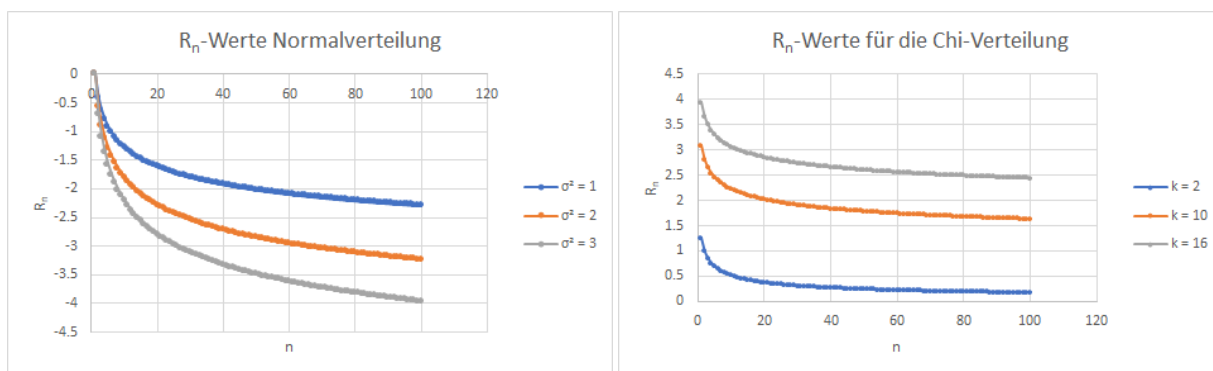 Rₙ-Werte Normalverteilung
0
0 20 40 60 80 100 120
-0.5
-1
-1.5
-2
-2.5
-3
-3.5
-4
-4.5
Rₙ
n
σ² = 1
σ² = 2
σ² = 3
Rₙ-Werte für die Chi-Verteilung
4.5
4
3.5
3
2.5
2
1.5
1
0.5
0
0 20 40 60 80 100 120
Rₙ
n
k = 2
k = 10
k = 16